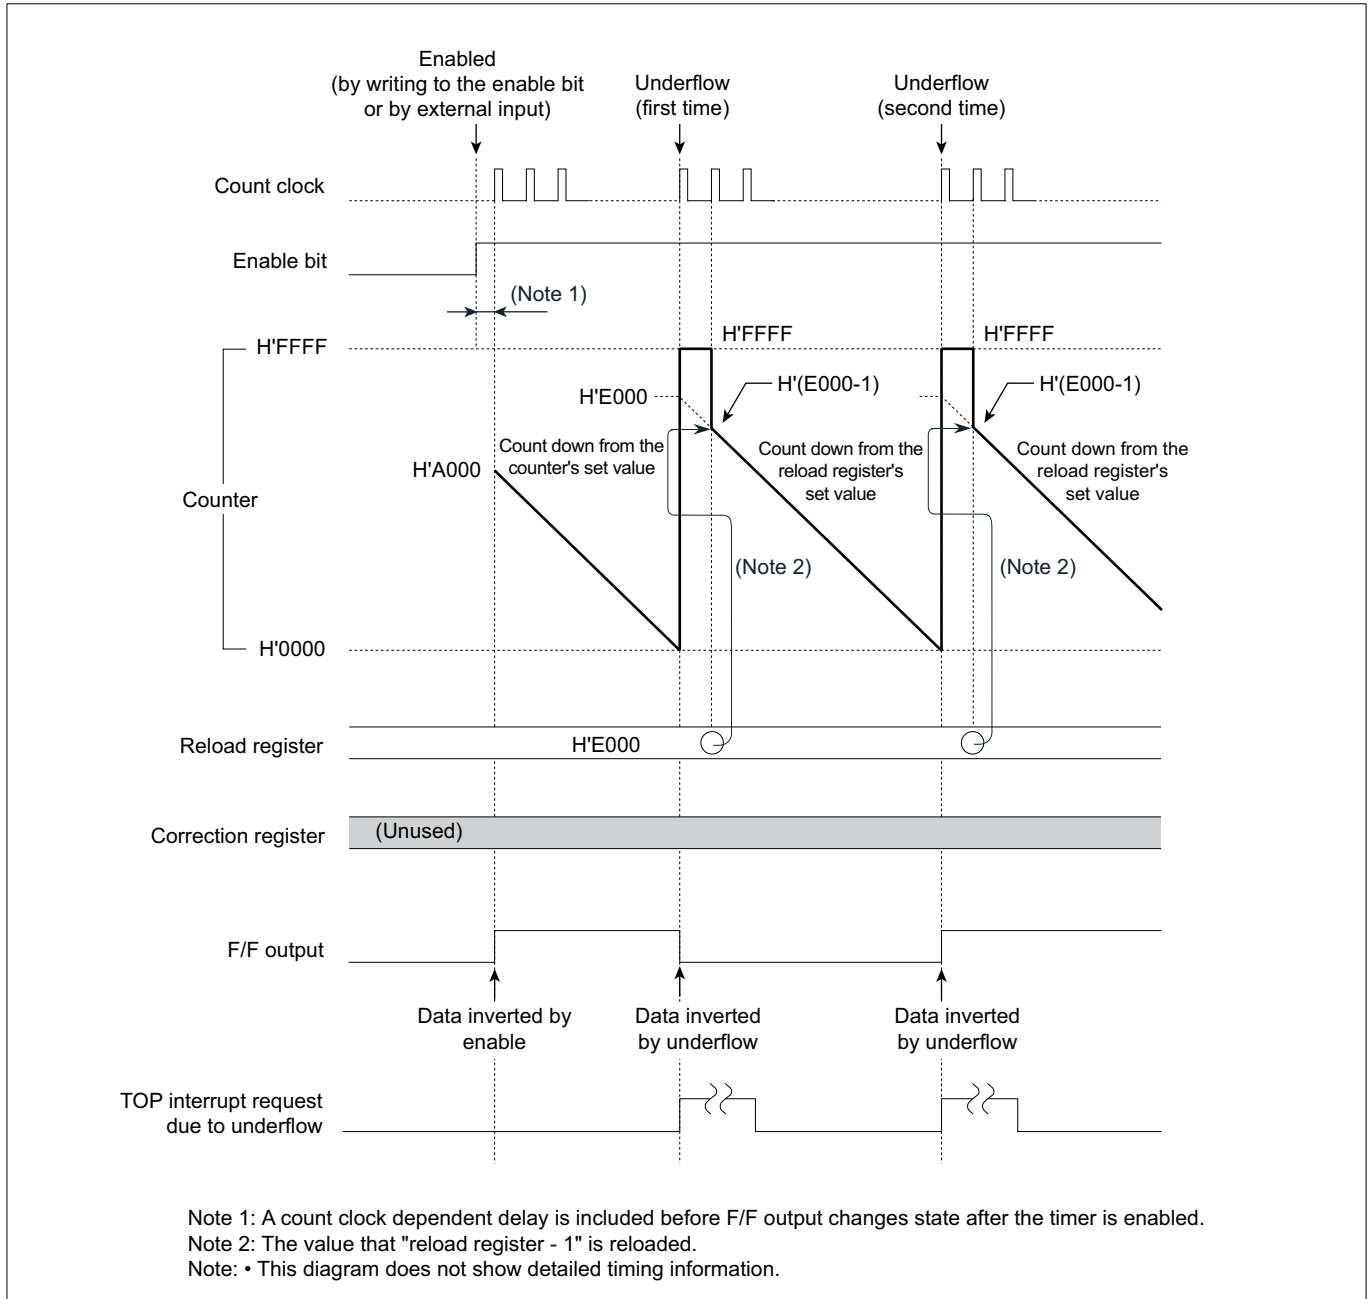 Enabled
(by writing to the enable bit
or by external input)
Underflow
(first time)
Underflow
(second time)
Count clock
Enable bit
(Note 1)
H'FFFF
H'FFFF
H'FFFF
H'E000
H'(E000-1)
H'(E000-1)
Count down from the
counter's set value
Count down from the
reload register's
set value
Count down from the
reload register's
set value
H'A000
Counter
(Note 2)
(Note 2)
H'0000
Reload register
H'E000
Correction register
(Unused)
F/F output
Data inverted by
enable
Data inverted
by underflow
Data inverted
by underflow
TOP interrupt request
due to underflow
Note 1: A count clock dependent delay is included before F/F output changes state after the timer is enabled.
Note 2: The value that "reload register - 1" is reloaded.
Note: • This diagram does not show detailed timing information.